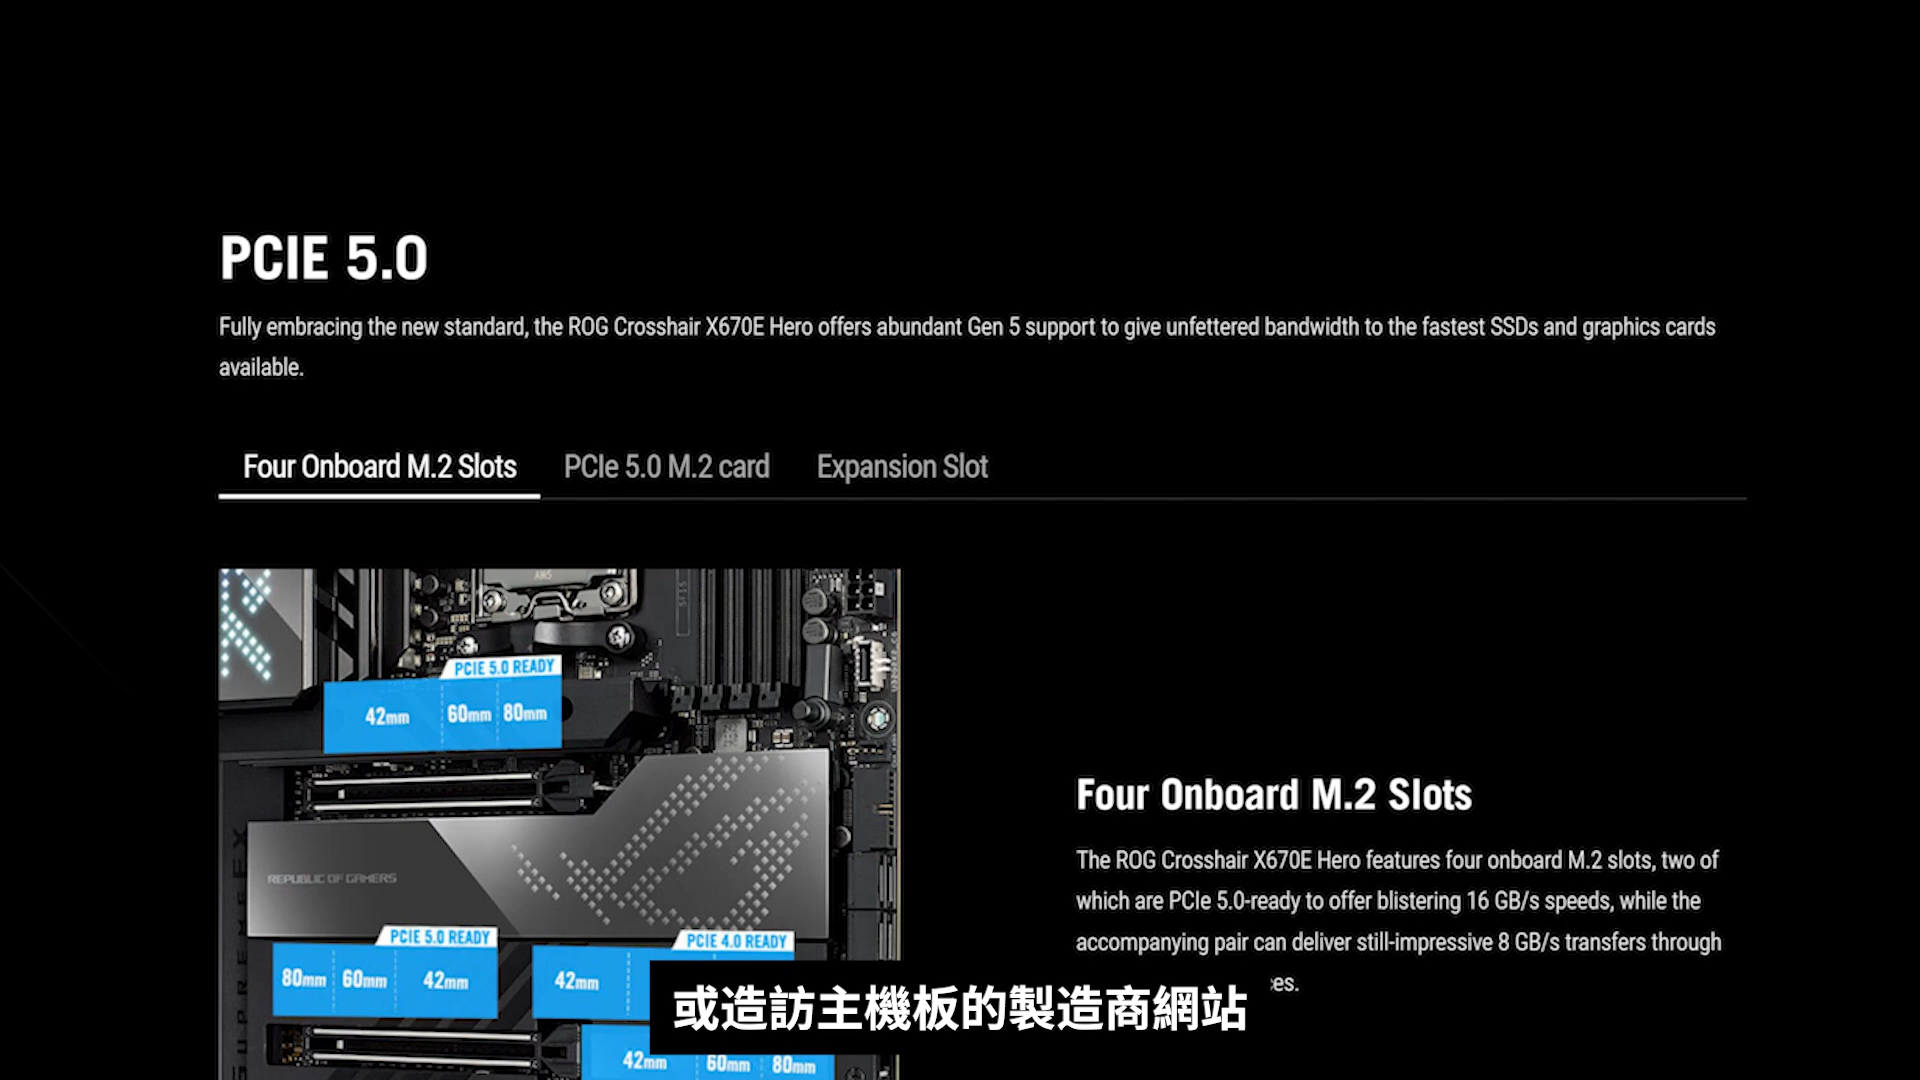 PCIE 5.0
Fully embracing the new standard, the ROG Crosshair X670E Hero offers abundant Gen 5 support to give unfettered bandwidth to the fastest SSDs and graphics cards
available.
Four Onboard M.2 Slots
PCIe 5.0 M.2 card
Expansion Slot
AM5
PCIE 5.0 READY
42mm 60mm 80mm
REPUBLIC OF GAMERS
PCIE 5.0 READY
80mm 60mm 42mm
PCIE 4.0 READY
42mm
42mm 60mm 80mm
Four Onboard M.2 Slots
The ROG Crosshair X670E Hero features four onboard M.2 slots, two of
which are PCIe 5.0-ready to offer blistering 16 GB/s speeds, while the
accompanying pair can deliver still-impressive 8 GB/s transfers through
es.
或造訪主機板的製造商網站